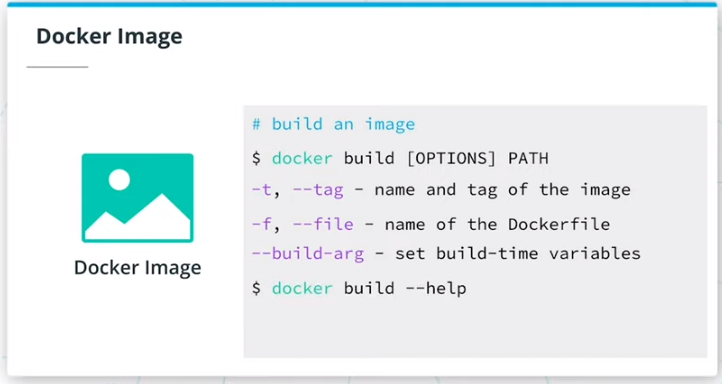 Docker Image
# build an image
$ docker build [OPTIONS] PATH
-t, --tag - name and tag of the image
-f, --file - name of the Dockerfile
--build-arg - set build-time variables
$ docker build --help
Docker Image